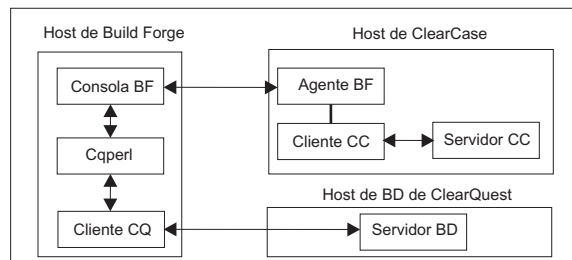 Host de Build Forge
Host de ClearCase
Consola BF
Agente BF
Cqperl
Cliente CC
Servidor CC
Host de BD de ClearQuest
Cliente CQ
Servidor BD